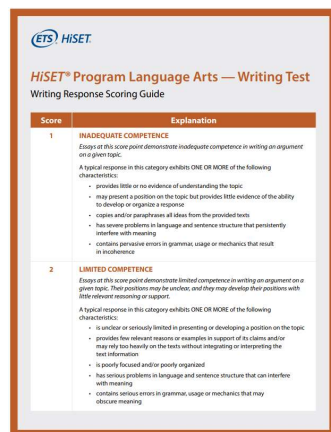 ETS HiSET
HiSET® Program Language Arts — Writing Test
Writing Response Scoring Guide
Score Explanation
1 INADEQUATE COMPETENCE
Essays at this score point demonstrate inadequate competence in writing an argument
on a given topic.
A typical response in this category exhibits ONE OR MORE of the following
characteristics:
• provides little or no evidence of understanding the topic
• may present a position on the topic but provides little evidence of the ability
to develop or organize a response
• copies and/or paraphrases all ideas from the provided texts
• has severe problems in language and sentence structure that persistently
interfere with meaning
• contains pervasive errors in grammar, usage or mechanics that result
in incoherence
2 LIMITED COMPETENCE
Essays at this score point demonstrate limited competence in writing an argument on a
given topic. Their positions may be unclear, and they may develop their positions with
little relevant reasoning or support.
A typical response in this category exhibits ONE OR MORE of the following
characteristics:
• is unclear or seriously limited in presenting or developing a position on the topic
• provides few relevant reasons or examples in support of its claims and/or
may rely too heavily on the texts without integrating or interpreting the
text information
• is poorly focused and/or poorly organized
• has serious problems in language and sentence structure that can interfere
with meaning
• contains serious errors in grammar, usage or mechanics that may
obscure meaning